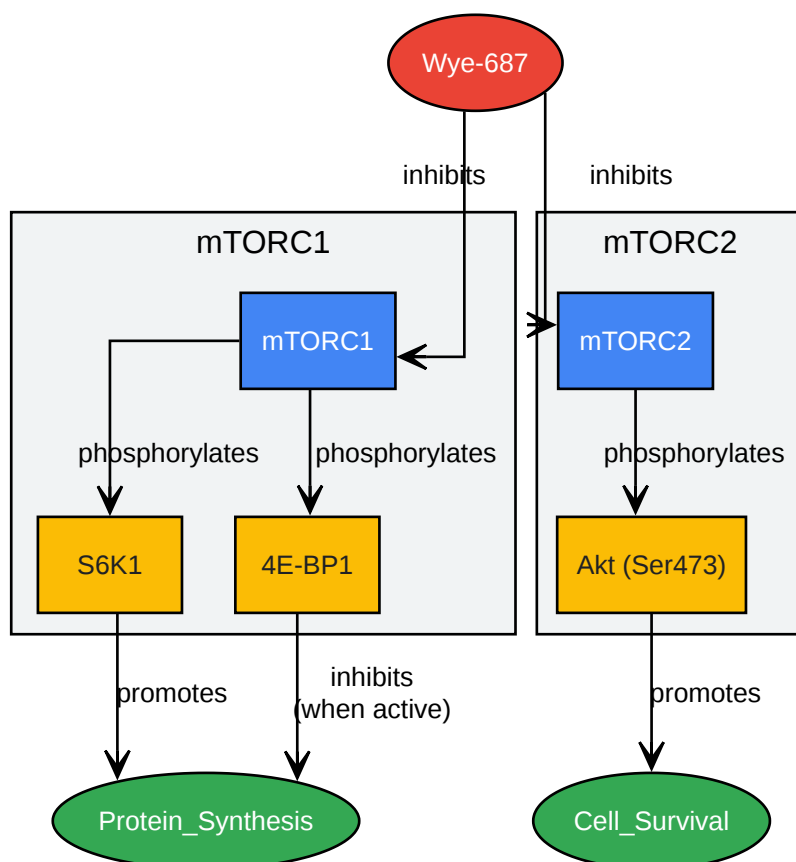 Wye-687
inhibits
inhibits
mTORC1
mTORC2
mTORC1
mTORC2
phosphorylates
phosphorylates
phosphorylates
S6K1
4E-BP1
Akt (Ser473)
promotes
inhibits
(when active)
promotes
Protein_Synthesis
Cell_Survival